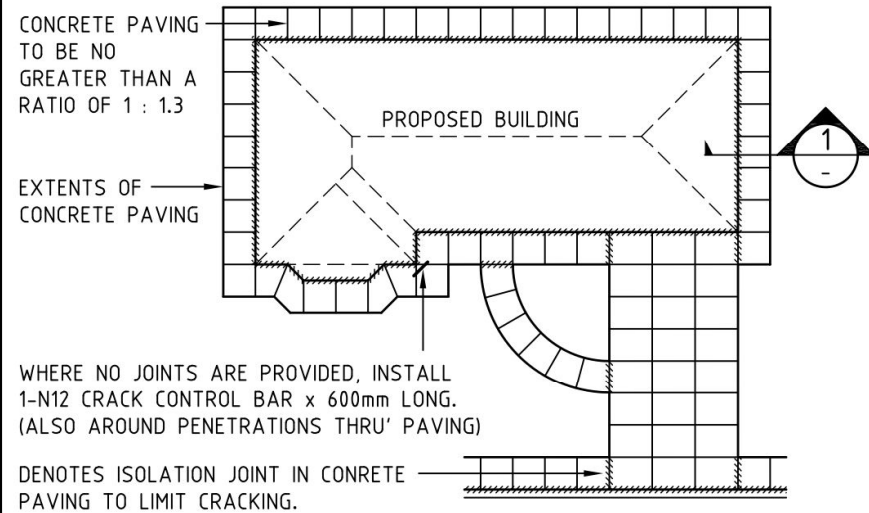 CONCRETE PAVING
TO BE NO
GREATER THAN A
RATIO OF 1 : 1.3
PROPOSED BUILDING
1
-
EXTENTS OF
CONCRETE PAVING
WHERE NO JOINTS ARE PROVIDED, INSTALL
1-N12 CRACK CONTROL BAR x 600mm LONG.
(ALSO AROUND PENETRATIONS THRU' PAVING)
DENOTES ISOLATION JOINT IN CONRETE
PAVING TO LIMIT CRACKING.